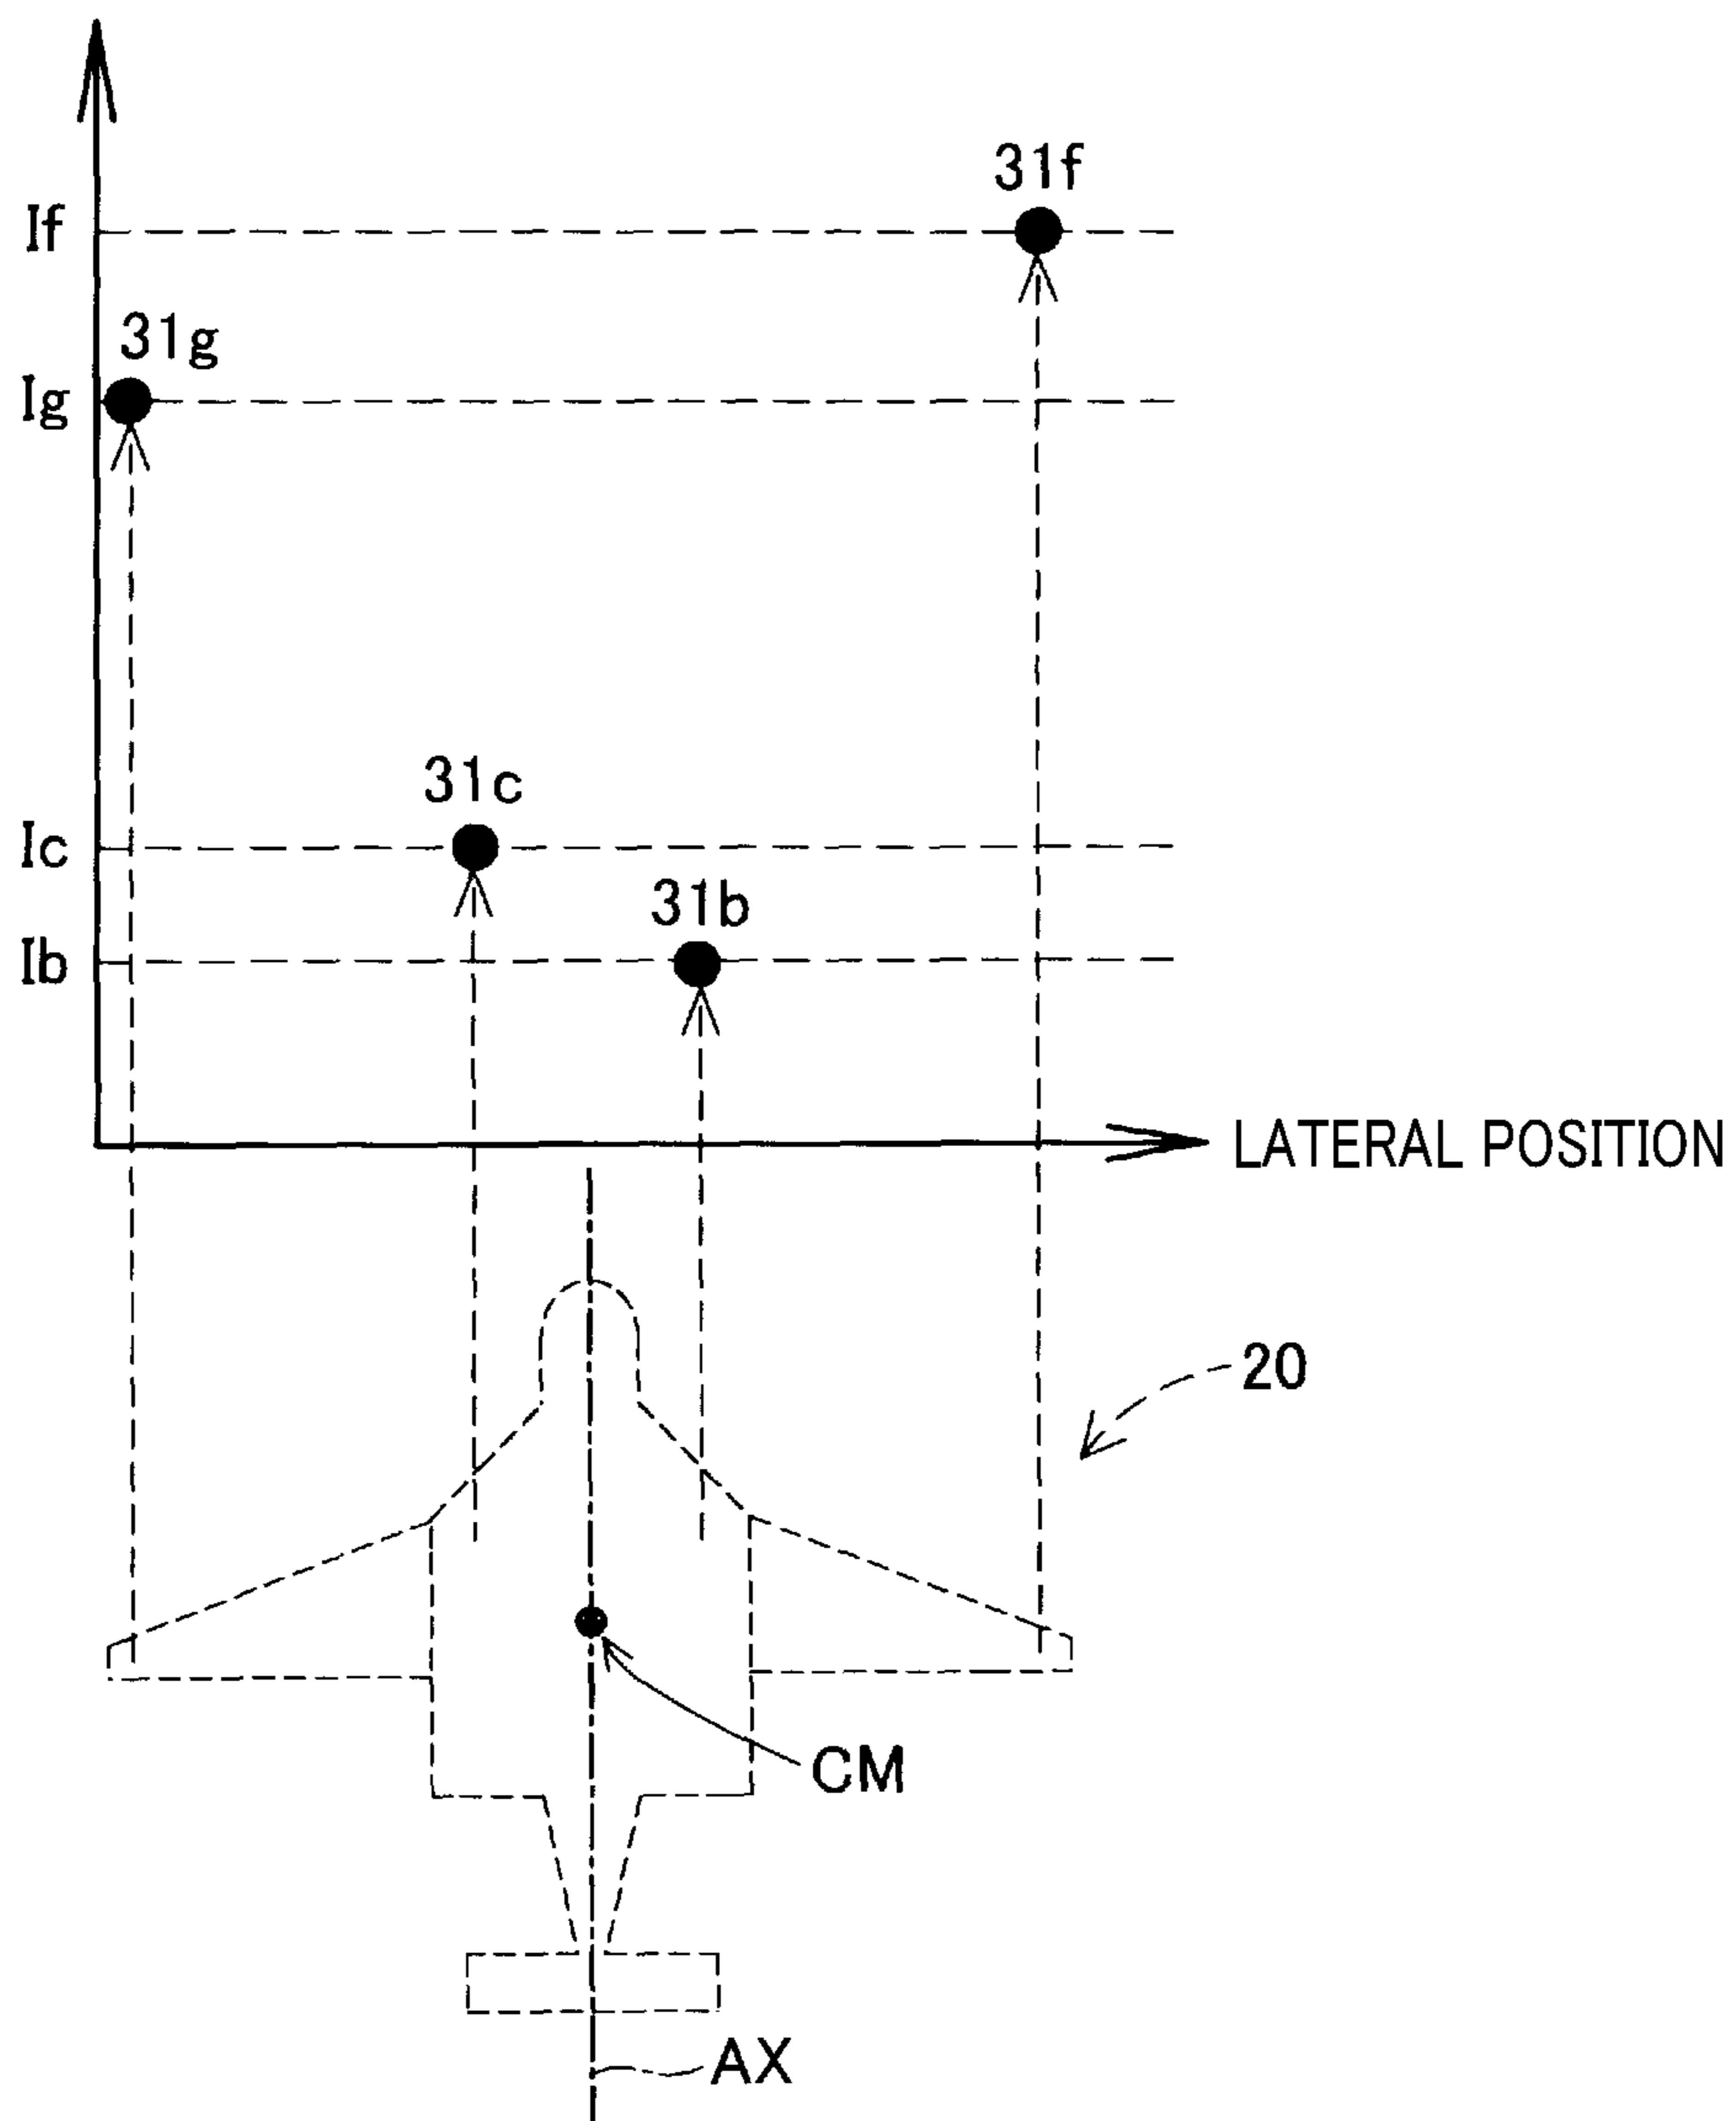 31f
If
31g
Ig
31c
Ic
31b
Ib
LATERAL POSITION
20
CM
AX